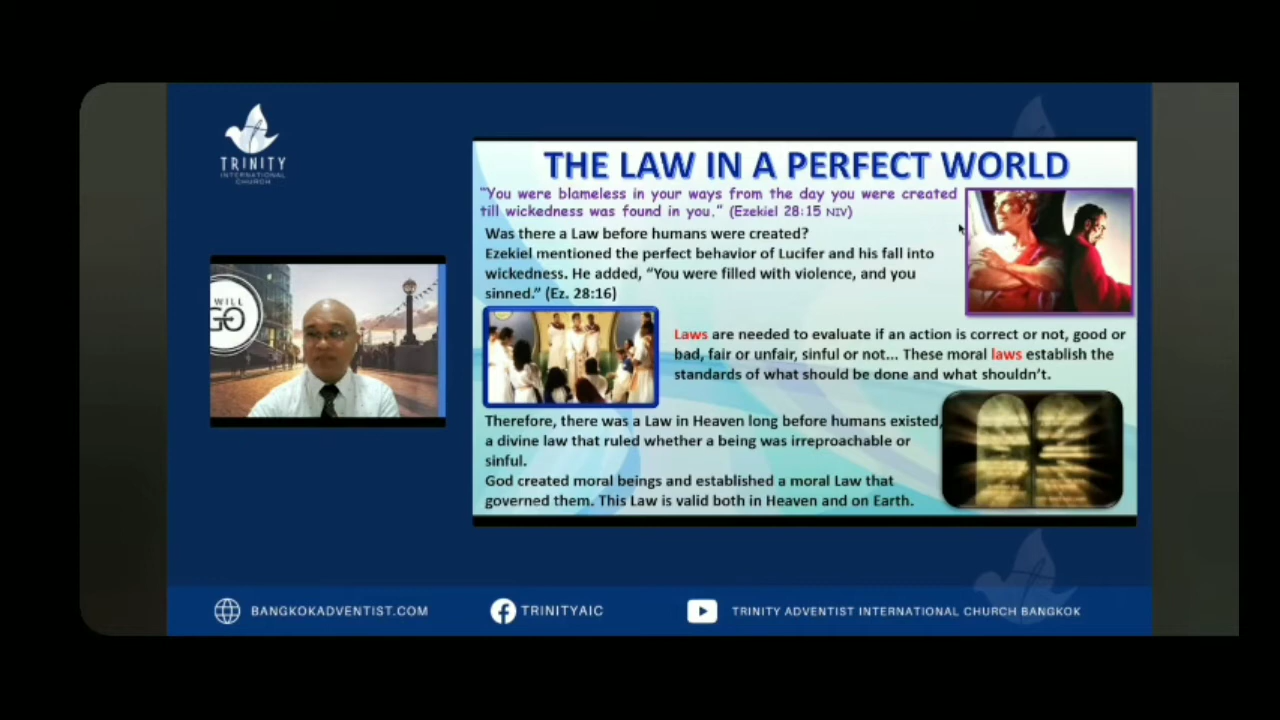 TRINITY
INTERNATIONAL
CHURCH
THE LAW IN A PERFECT WORLD
"You were blameless in your ways from the day you were created
till wickedness was found in you." (Ezekiel 28:15 NIV)
Was there a Law before humans were created?
Ezekiel mentioned the perfect behavior of Lucifer and his fall into
wickedness. He added, "You were filled with violence, and you
sinned." (Ez. 28:16)
WILL
GO
Laws are needed to evaluate if an action is correct or not, good or
bad, fair or unfair, sinful or not... These moral laws establish the
standards of what should be done and what shouldn't.
Therefore, there was a Law in Heaven long before humans existed,
a divine law that ruled whether a being was irreproachable or
sinful.
God created moral beings and established a moral Law that
governed them. This Law is valid both in Heaven and on Earth.
BANGKOKADVENTIST.COM
TRINITYAIC
TRINITY ADVENTIST INTERNATIONAL CHURCH BANGKOK